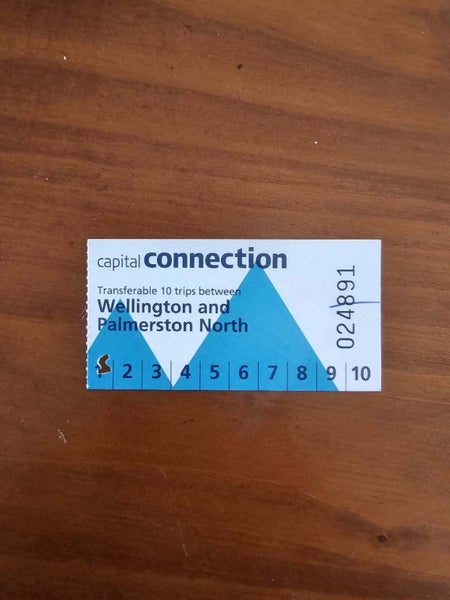 capital connection
Transferable 10 trips between
Wellington and
Palmerston North
2 3 4 5 6 7 8 9 10
024891